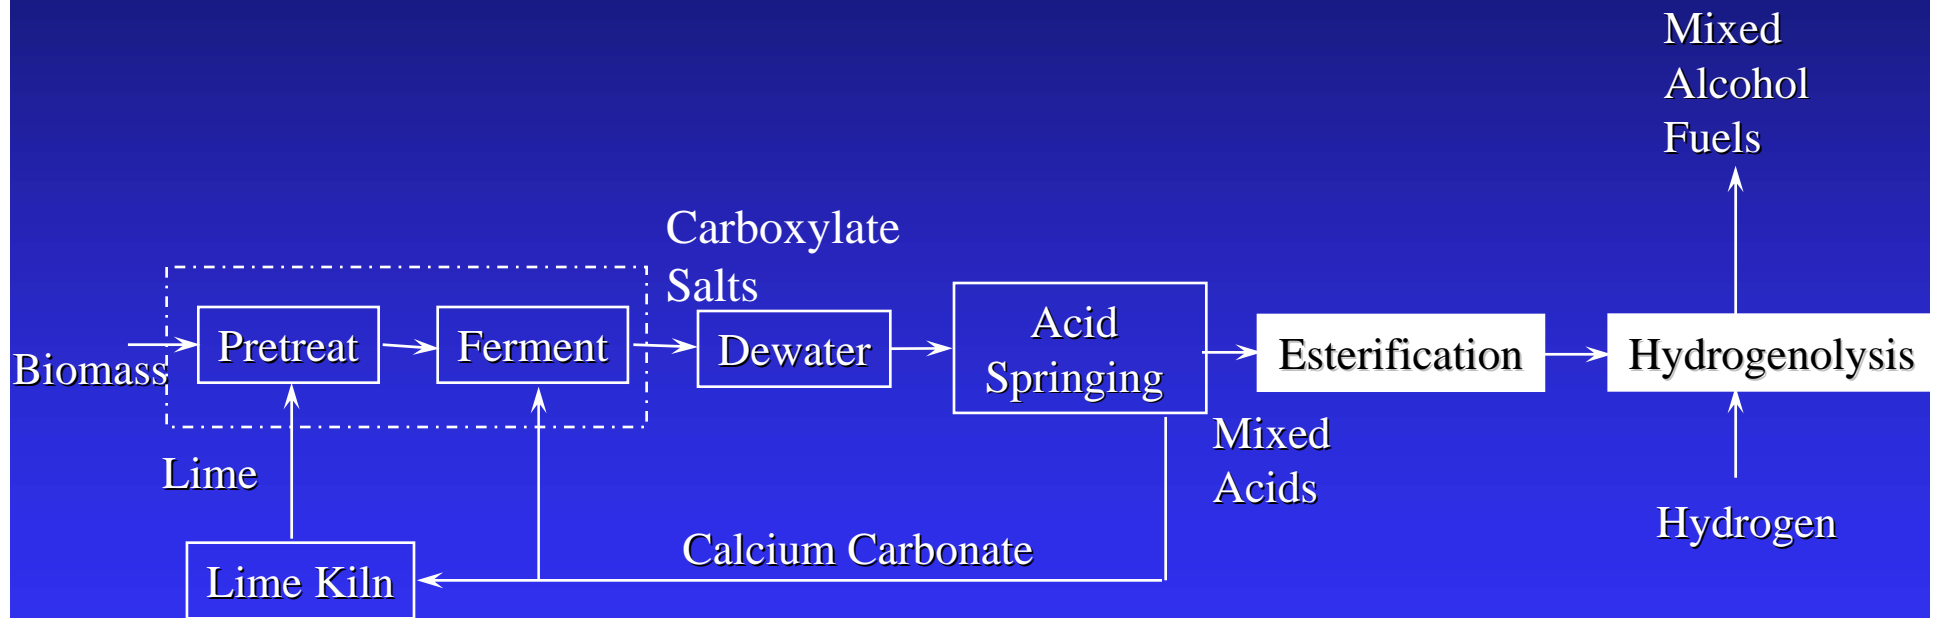 Mixed
Alcohol
Fuels
Carboxylate
Salts
Biomass
Pretreat
Ferment
Dewater
Acid
Springing
Esterification
Hydrogenolysis
Mixed
Acids
Lime
Hydrogen
Calcium Carbonate
Lime Kiln